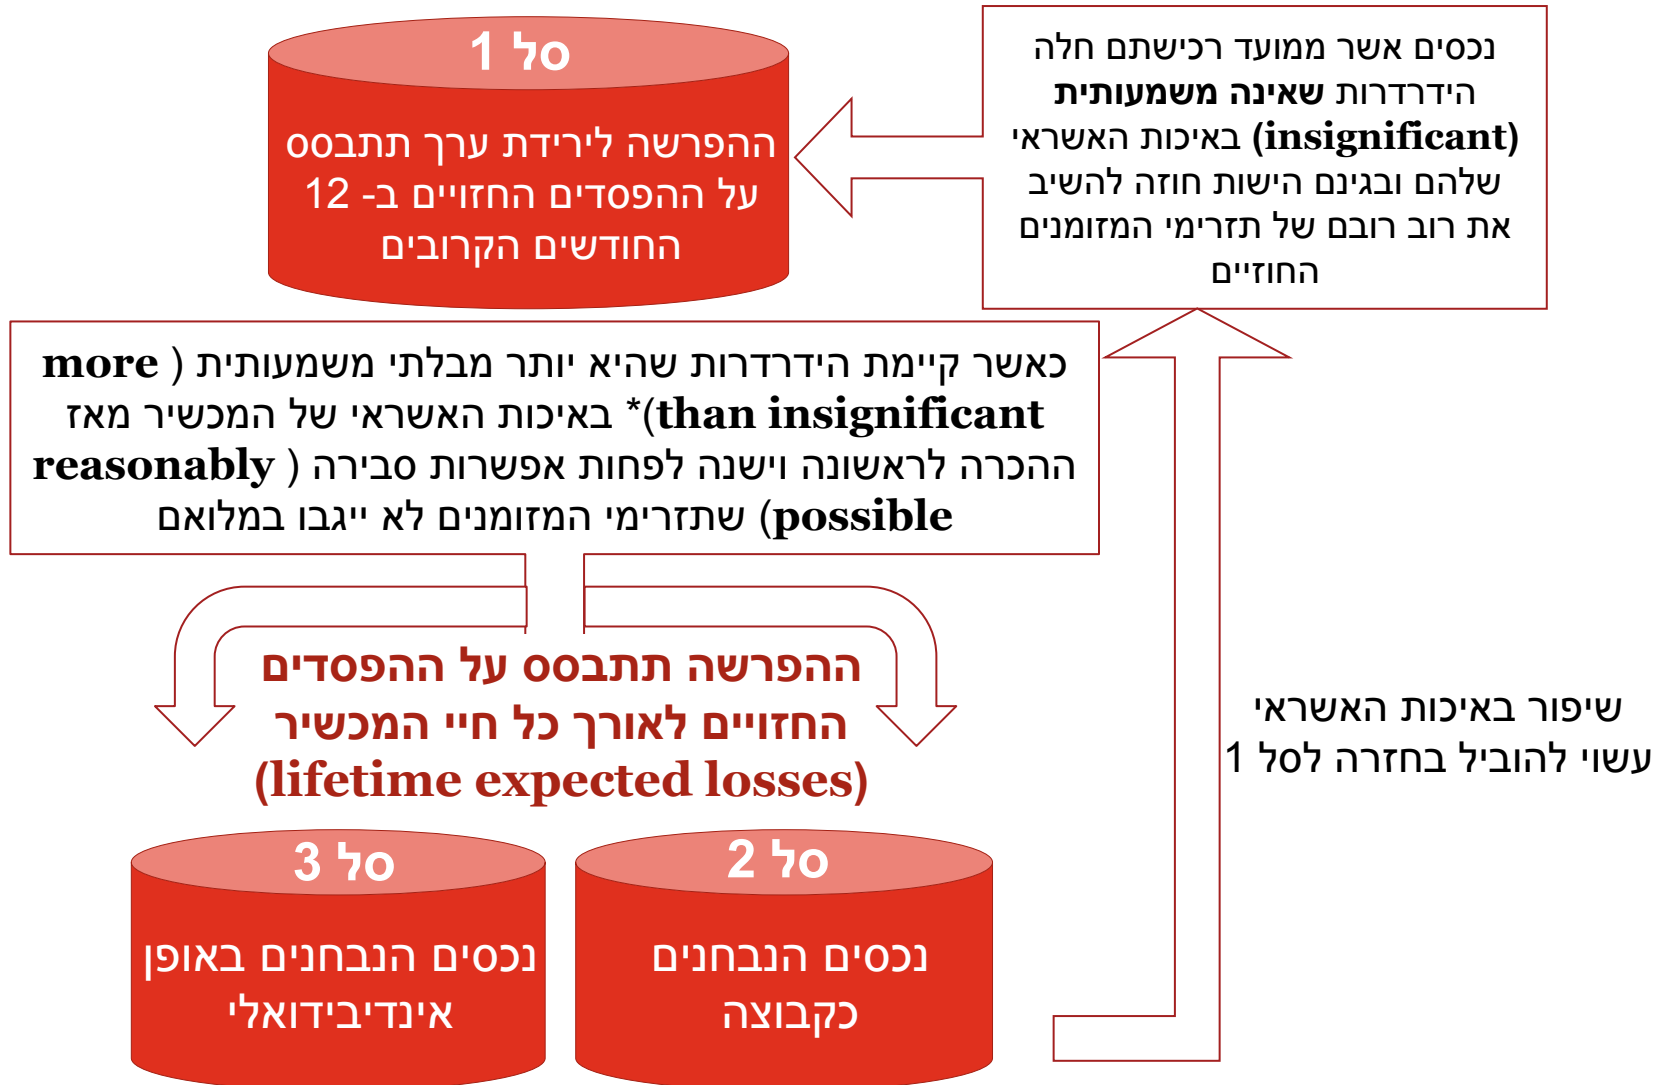 סל 1
ההפרשה לירידת ערך תתבסס
על ההפסדים החזויים ב- 12
החודשים הקרובים
נכסים אשר ממועד רכישתם חלה
הידרדרות שאינה משמעותית
(insignificant) באיכות האשראי
שלהם ובגינם הישות חוזה להשיב
את רוב רובם של תזרימי המזומנים
החוזיים
כאשר קיימת הידרדרות שהיא יותר מבלתי משמעותית ( more
than insignificant)* באיכות האשראי של המכשיר מאז
ההכרה לראשונה וישנה לפחות אפשרות סבירה ( reasonably
possible) שתזרימי המזומנים לא ייגבו במלואם
ההפרשה תתבסס על ההפסדים
החזויים לאורך כל חיי המכשיר
(lifetime expected losses)
שיפור באיכות האשראי
עשוי להוביל בחזרה לסל 1
סל 2
נכסים הנבחנים
כקבוצה
סל 3
נכסים הנבחנים באופן
אינדיבידואלי